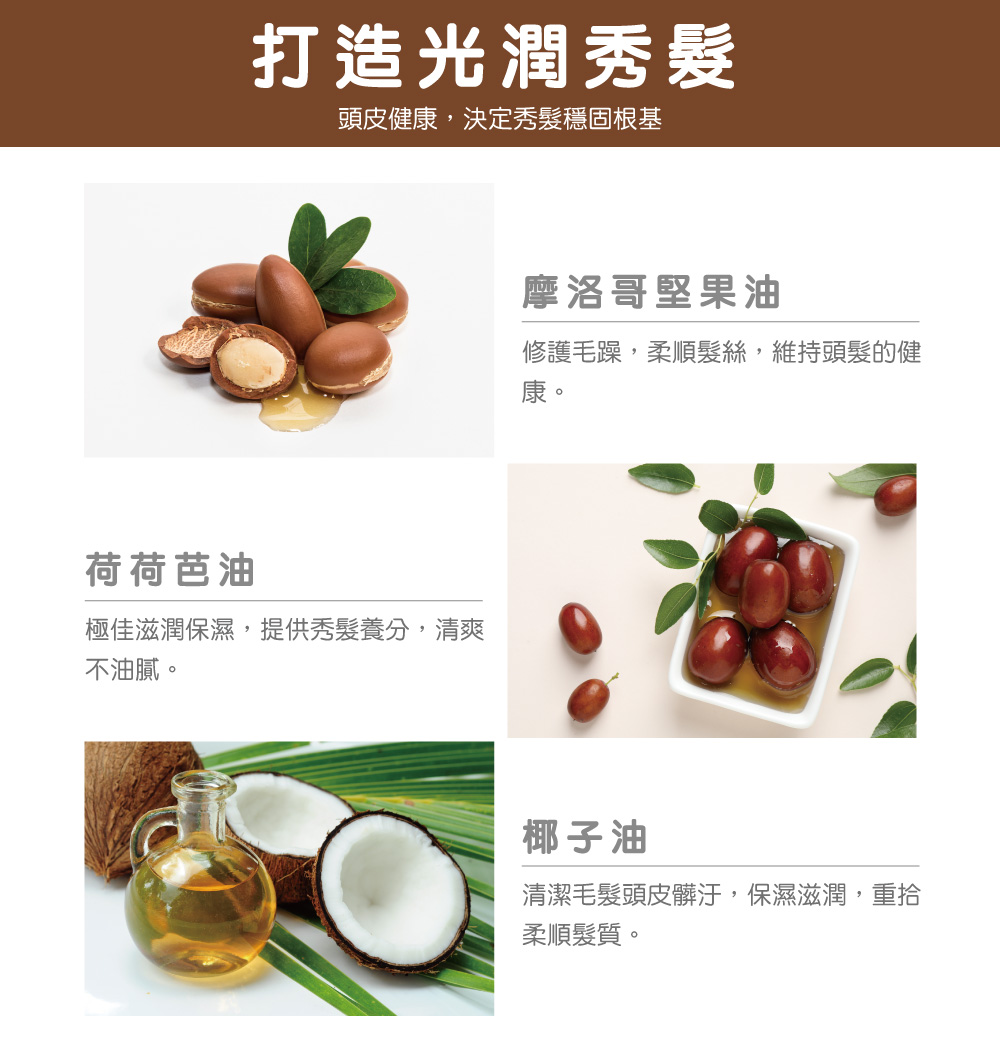 打造光潤秀髮
頭皮健康，決定秀髮穩固根基
摩洛哥堅果油
修護毛躁，柔順髮絲，維持頭髮的健
康。
荷荷芭油
極佳滋潤保濕，提供秀髮養分，清爽
不油膩。
椰子油
清潔毛髮頭皮髒汙，保濕滋潤，重拾
柔順髮質。